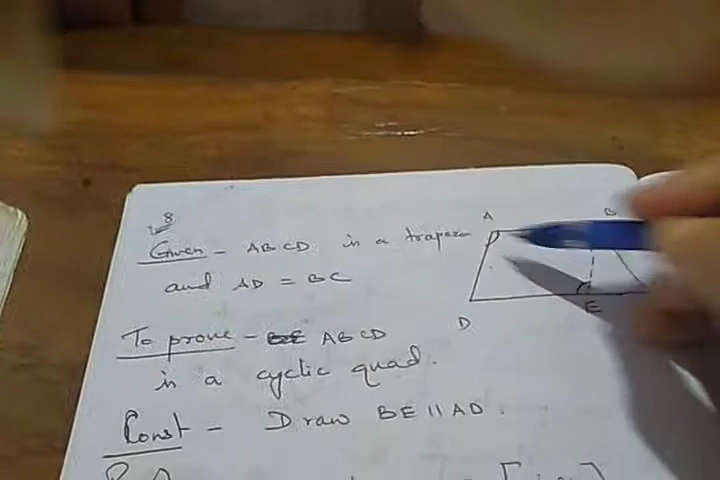 8
Given - ABCD is a trapezm
and AD = BC
A
B
D
E
To prove - ABCD
is a cyclic quad.
Const - Draw BE || AD.